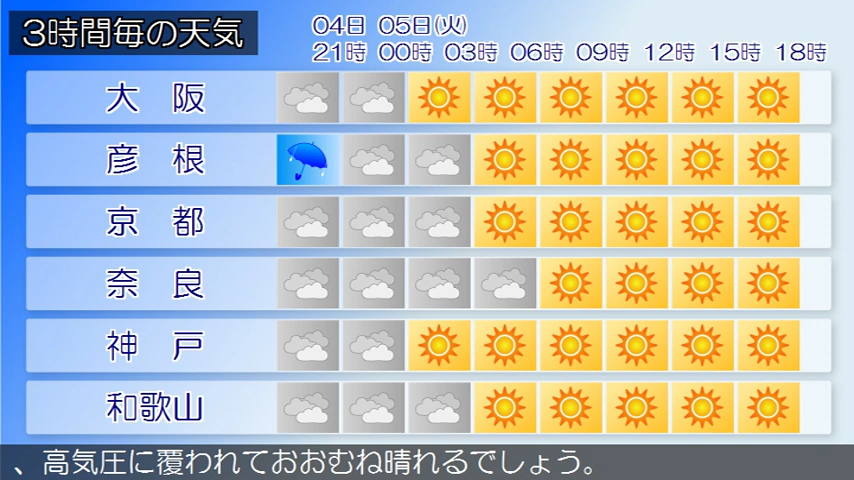 3時間毎の天気
04日 05日(火)
21時 00時 03時 06時 09時 12時 15時 18時
大阪
彦根
京都
奈良
神戸
和歌山
、高気圧に覆われておおむね晴れるでしょう。